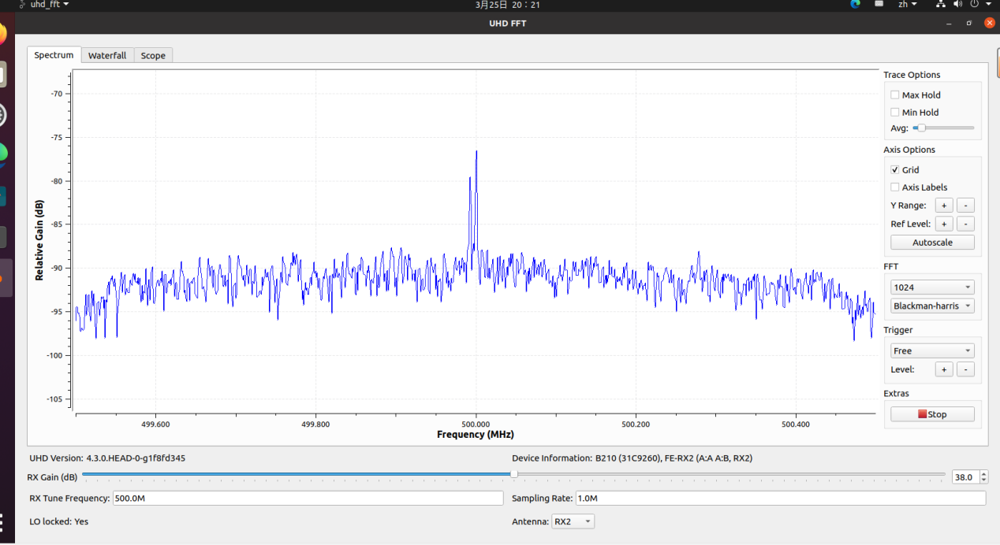 uhd_fft
3月25日 20：21
zh
UHD FFT
Spectrum Waterfall Scope
Trace Options
Max Hold
Min Hold
Avg:
Axis Options
Grid
Axis Labels
Y Range: + -
Ref Level: + -
Autoscale
FFT
1024
Blackman-harris
Trigger
Free
Level: + -
Extras
Stop
Relative Gain (dB)
-70
-75
-80
-85
-90
-95
-100
-105
499.600 499.800 500.000 500.200 500.400
Frequency (MHz)
UHD Version: 4.3.0.HEAD-0-g1f8fd345 Device Information: B210 (31C9260), FE-RX2 (A:A A:B, RX2)
RX Gain (dB) 38.0
RX Tune Frequency: 500.0M Sampling Rate: 1.0M
LO locked: Yes Antenna: RX2